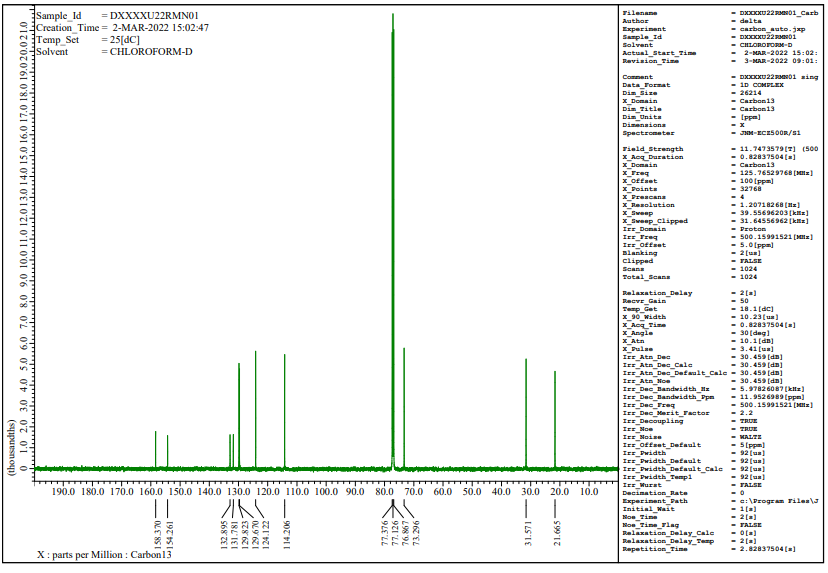 Sample_Id = DXXXXU22RMN01
Creation_Time = 2-MAR-2022 15:02:47
Temp_Set = 25[dC]
Solvent = CHLOROFORM-D
(thousandths)
0 1.0 2.0 3.0 4.0 5.0 6.0 7.0 8.0 9.0 10.0 11.0 12.0 13.0 14.0 15.0 16.0 17.0 18.0 19.0 20.0 21.0
190.0 180.0 170.0 160.0 150.0 140.0 130.0 120.0 110.0 100.0 90.0 80.0 70.0 60.0 50.0 40.0 30.0 20.0 10.0
158.370
154.261
132.895
131.781
129.823
129.670
124.122
114.206
77.376
77.126
76.867
73.296
31.571
21.665
X : parts per Million : Carbon13
Filename = DXXXXU22RMN01_Carb
Author = delta
Experiment = carbon_auto.jxp
Sample_Id = DXXXXU22RMN01
Solvent = CHLOROFORM-D
Actual_Start_Time = 2-MAR-2022 15:02:
Revision_Time = 3-MAR-2022 09:01:
Comment = DXXXXU22RMN01 sing
Data_Format = 1D COMPLEX
Dim_Size = 26214
X_Domain = Carbon13
Dim_Title = Carbon13
Dim_Units = [ppm]
Dimensions = X
Spectrometer = JNM-ECZ500R/S1
Field_Strength = 11.7473579[T] (500
X_Acq_Duration = 0.82837504[s]
X_Domain = Carbon13
X_Freq = 125.76529768[MHz]
X_Offset = 100[ppm]
X_Points = 32768
X_Prescans = 4
X_Resolution = 1.20718268[Hz]
X_Sweep = 39.55696203[kHz]
X_Sweep_Clipped = 31.64556962[kHz]
Irr_Domain = Proton
Irr_Freq = 500.15991521[MHz]
Irr_Offset = 5.0[ppm]
Blanking = 2[us]
Clipped = FALSE
Scans = 1024
Total_Scans = 1024
Relaxation_Delay = 2[s]
Recvr_Gain = 50
Temp_Get = 18.1[dC]
X_90_Width = 10.23[us]
X_Acq_Time = 0.82837504[s]
X_Angle = 30[deg]
X_Atn = 10.1[dB]
X_Pulse = 3.41[us]
Irr_Atn_Dec = 30.459[dB]
Irr_Atn_Dec_Calc = 30.459[dB]
Irr_Atn_Dec_Default_Calc = 30.459[dB]
Irr_Atn_Noe = 30.459[dB]
Irr_Dec_Bandwidth_Hz = 5.97826087[kHz]
Irr_Dec_Bandwidth_Ppm = 11.9526989[ppm]
Irr_Dec_Freq = 500.15991521[MHz]
Irr_Dec_Merit_Factor = 2.2
Irr_Decoupling = TRUE
Irr_Noe = TRUE
Irr_Noise = WALTZ
Irr_Offset_Default = 5[ppm]
Irr_Pwidth = 92[us]
Irr_Pwidth_Default = 92[us]
Irr_Pwidth_Default_Calc = 92[us]
Irr_Pwidth_Temp1 = 92[us]
Irr_Wurst = FALSE
Decimation_Rate = 0
Experiment_Path = c:\Program Files\J
Initial_Wait = 1[s]
Noe_Time = 2[s]
Noe_Time_Flag = FALSE
Relaxation_Delay_Calc = 0[s]
Relaxation_Delay_Temp = 2[s]
Repetition_Time = 2.82837504[s]